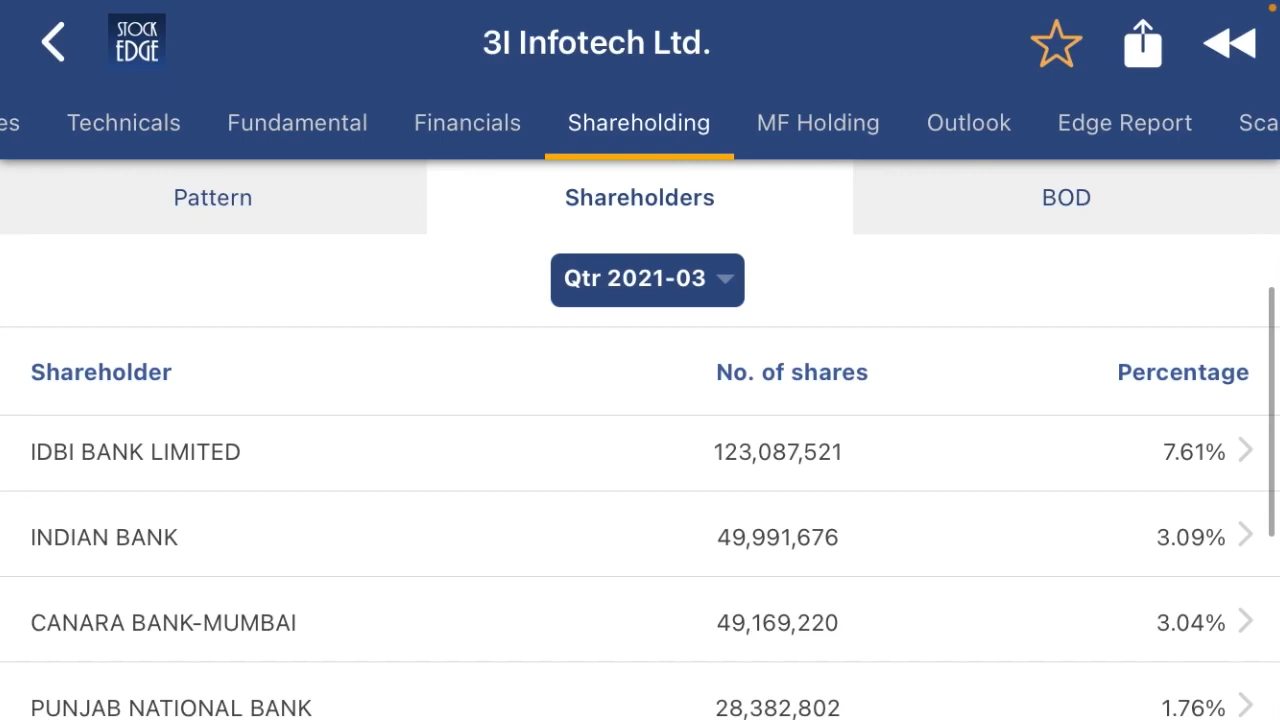 STOCK
EDGE
3I Infotech Ltd.
es Technicals Fundamental Financials Shareholding MF Holding Outlook Edge Report Sca
Pattern Shareholders BOD
Qtr 2021-03
Shareholder No. of shares Percentage
IDBI BANK LIMITED 123,087,521 7.61%
INDIAN BANK 49,991,676 3.09%
CANARA BANK-MUMBAI 49,169,220 3.04%
PUNJAB NATIONAL BANK 28,382,802 1.76%